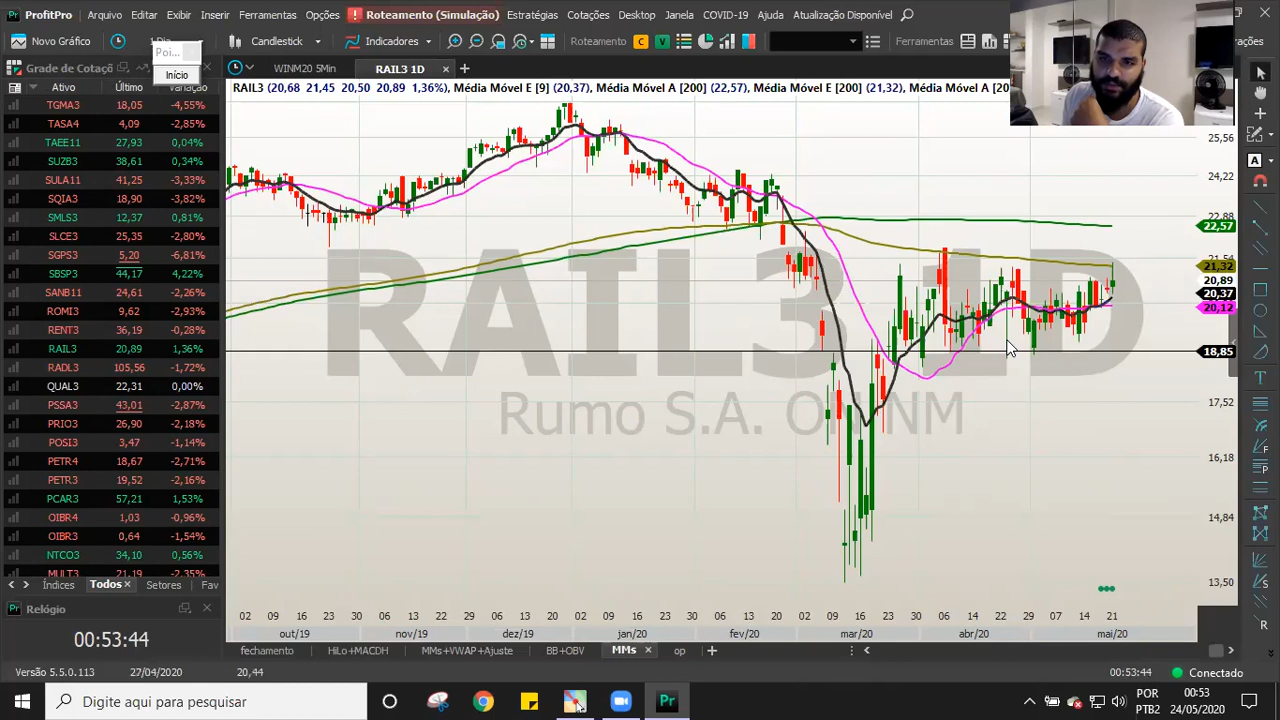 ProfitPro Arquivo Editar Exibir Inserir Ferramentas Opções Roteamento (Simulação) Estratégias Cotações Desktop Janela COVID-19 Ajuda Atualização Disponível
Novo Gráfico 1 Dia Candlestick Indicadores Roteamento C V Ferramentas
Poi...
Início
Grade de Cotaçõ
WINM20 5Min RAIL3 1D
Ativo Último Variação
RAIL3 (20,68 21,45 20,50 20,89 1,36%), Média Móvel E [9] (20,37), Média Móvel A [200] (22,57), Média Móvel E [200] (21,32), Média Móvel A [20
TGMA3 18,05 -4,55%
TASA4 4,09 -2,85%
TAEE11 27,93 0,04%
SUZB3 38,61 0,34%
SULA11 41,25 -3,33%
SQIA3 18,90 -3,82%
SMLS3 12,37 0,81%
SLCE3 25,35 -2,80%
SGPS3 5,20 -6,81%
SBSP3 44,17 4,22%
SANB11 24,61 -2,26%
ROMI3 9,63 -2,92%
RENT3 36,19 -0,28%
RAIL3 20,89 1,36%
RADL3 105,56 -1,72%
QUAL3 22,31 0,00%
PSSA3 43,01 -2,87%
PRIO3 26,90 -2,18%
POSI3 3,47 -1,14%
PETR4 18,67 -2,71%
PETR3 19,52 -2,16%
PCAR3 57,21 1,53%
OIBR4 1,03 -0,96%
OIBR3 0,64 -1,54%
NTCO3 34,10 0,56%
MULT3 21,19 -2,35%
RAIL3 1D
Rumo S.A. ON NM
25,56
24,22
22,88
22,57
21,54
21,32
20,89
20,37
20,12
18,85
17,52
16,18
14,84
13,50
02 09 16 23 30 06 13 20 29 04 11 18 25 02 09 16 23 30 06 13 20 27 03 10 17 24 02 09 16 23 30 06 14 22 29 07 14 21
out/19 nov/19 dez/19 jan/20 fev/20 mar/20 abr/20 mai/20
Índices Todos Setores Fav
fechamento HiLo+MACDH MMs+VWAP+Ajuste BB+OBV MMs op
Relógio
00:53:44
Versão 5.5.0.113 27/04/2020 20,44 00:53:44 Conectado
Digite aqui para pesquisar
POR
PTB2
00:53
24/05/2020